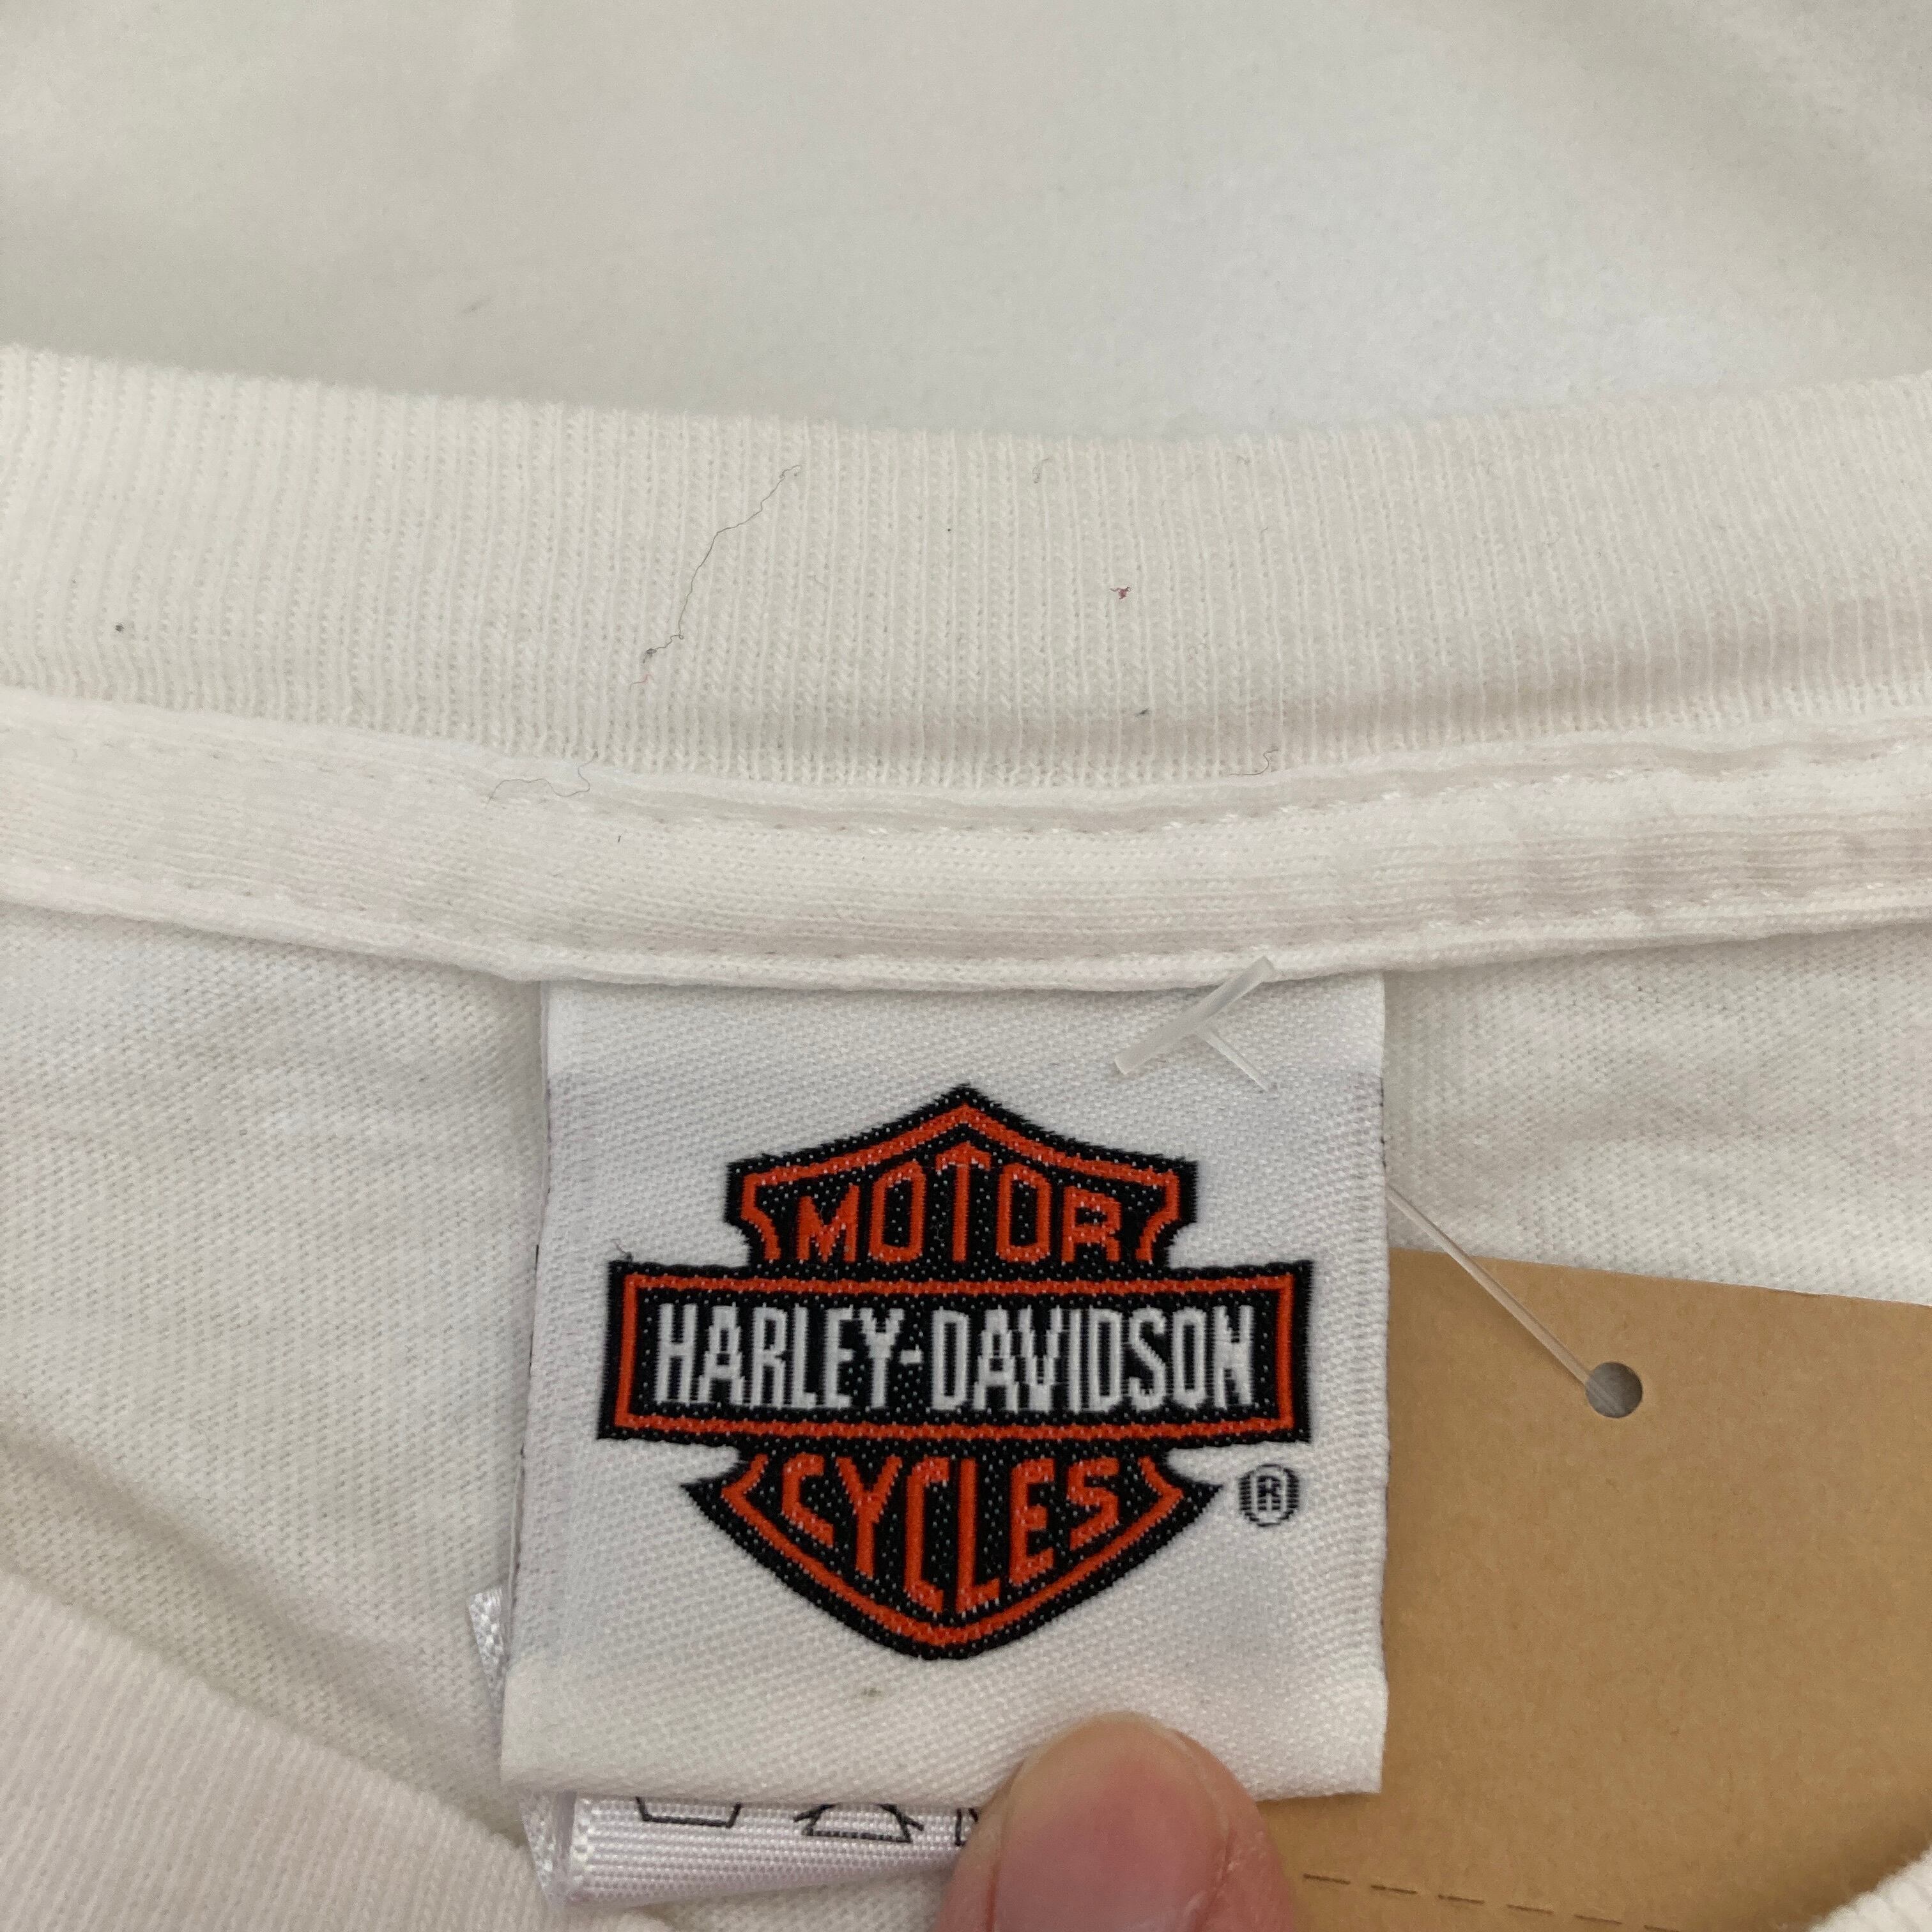 MOTOR
HARLEY-DAVIDSON
CYCLES
®